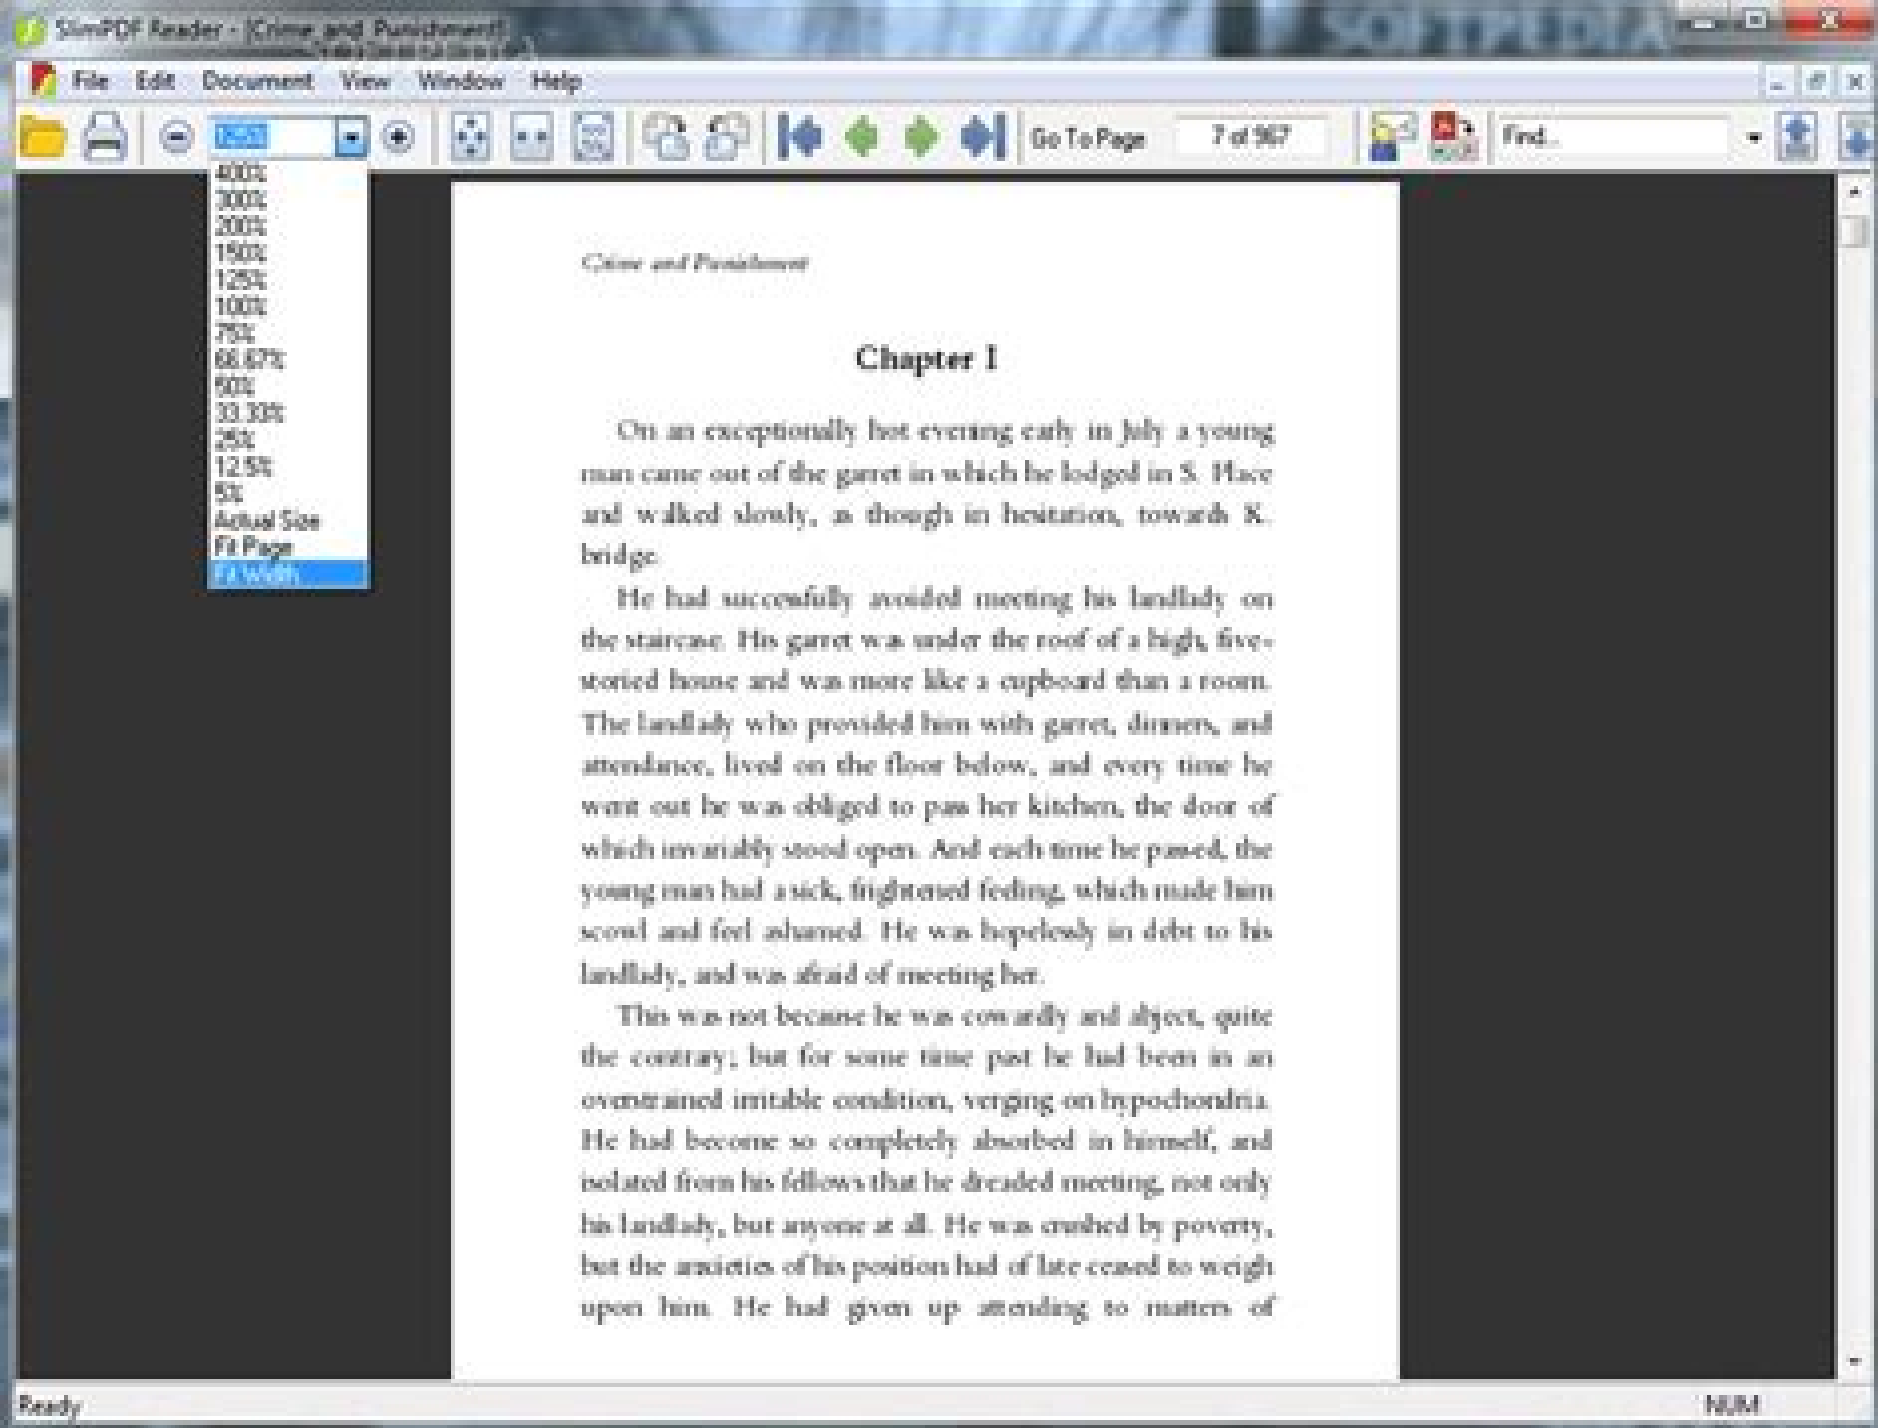 SlimPDF Reader - [Crime_and_Punishment]
SOFTPEDIA
File Edit Document View Window Help
125% Go To Page 7 of 967 Find...
400%
300%
200%
150%
125%
100%
75%
66.67%
50%
33.33%
25%
12.5%
5%
Actual Size
Fit Page
Fit Width
Crime and Punishment
Chapter I
On an exceptionally hot evening early in July a young
man came out of the garret in which he lodged in S. Place
and walked slowly, as though in hesitation, towards K.
bridge.
He had successfully avoided meeting his landlady on
the staircase. His garret was under the roof of a high, five-
storied house and was more like a cupboard than a room.
The landlady who provided him with garret, dinners, and
attendance, lived on the floor below, and every time he
went out he was obliged to pass her kitchen, the door of
which invariably stood open. And each time he passed, the
young man had a sick, frightened feeling, which made him
scowl and feel ashamed. He was hopelessly in debt to his
landlady, and was afraid of meeting her.
This was not because he was cowardly and abject, quite
the contrary; but for some time past he had been in an
overstrained irritable condition, verging on hypochondria.
He had become so completely absorbed in himself, and
isolated from his fellows that he dreaded meeting, not only
his landlady, but anyone at all. He was crushed by poverty,
but the anxieties of his position had of late ceased to weigh
upon him. He had given up attending to matters of
Ready NUM